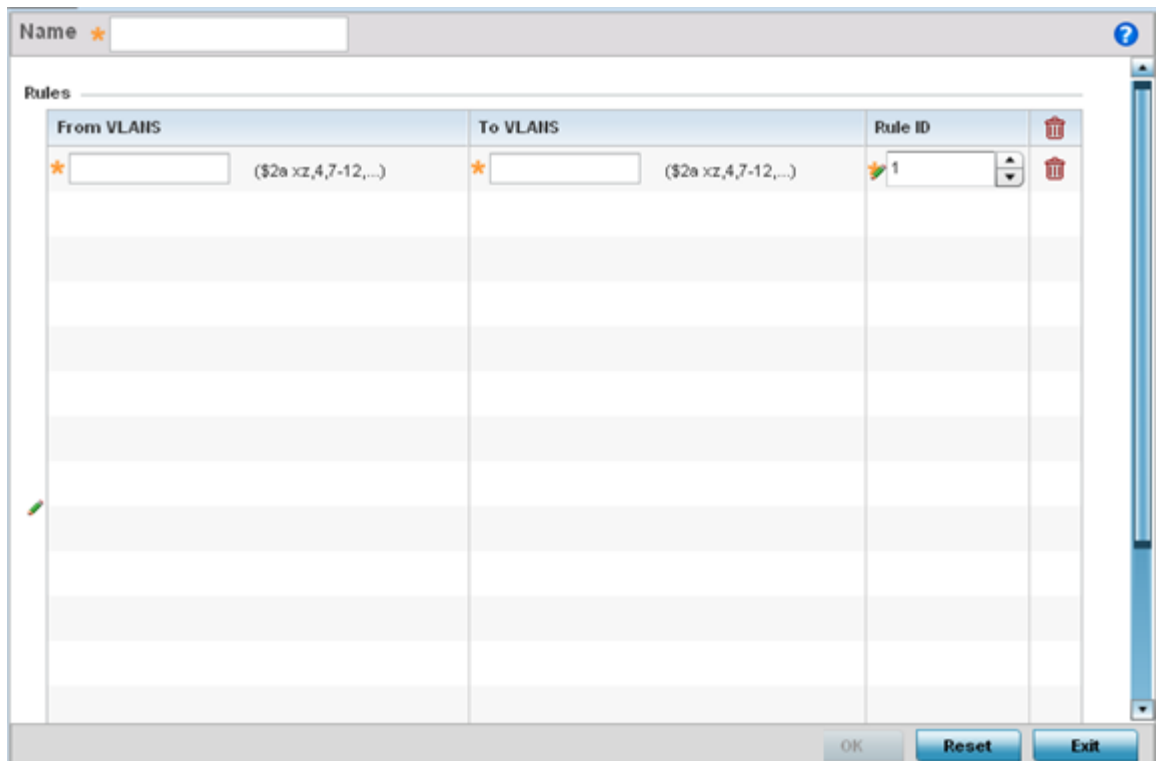 Name *
?
Rules
From VLANS To VLANS Rule ID
* ($2a xz,4,7-12,...) * ($2a xz,4,7-12,...) 1
OK Reset Exit